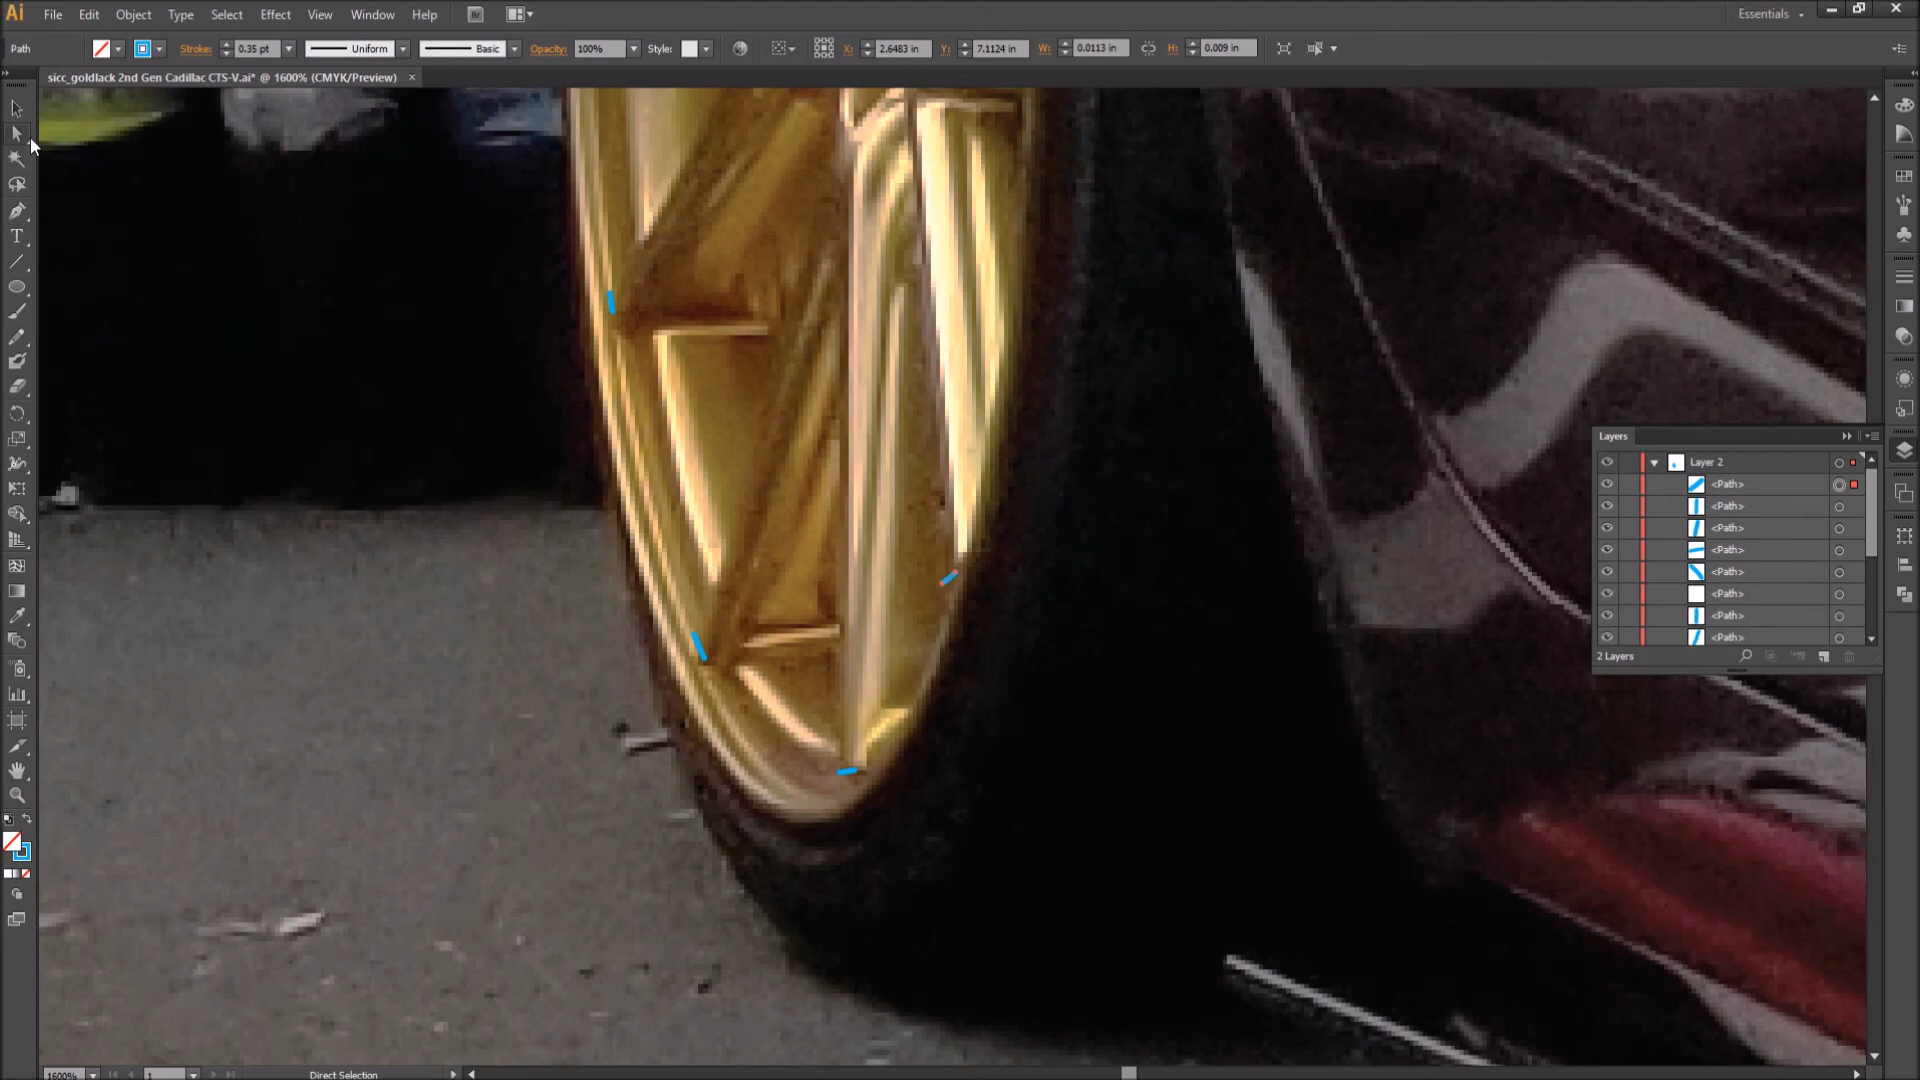 Ai File Edit Object Type Select Effect View Window Help Br Essentials
Path Stroke: 0.35 pt Uniform Basic Opacity: 100% Style: X: 2.6483 in Y: 7.1124 in W: 0.0113 in H: 0.009 in
sicc_goldlack 2nd Gen Cadillac CTS-V.ai* @ 1600% (CMYK/Preview)
Layers
Layer 2
<Path>
<Path>
<Path>
<Path>
<Path>
<Path>
<Path>
<Path>
2 Layers
1600% 1 Direct Selection